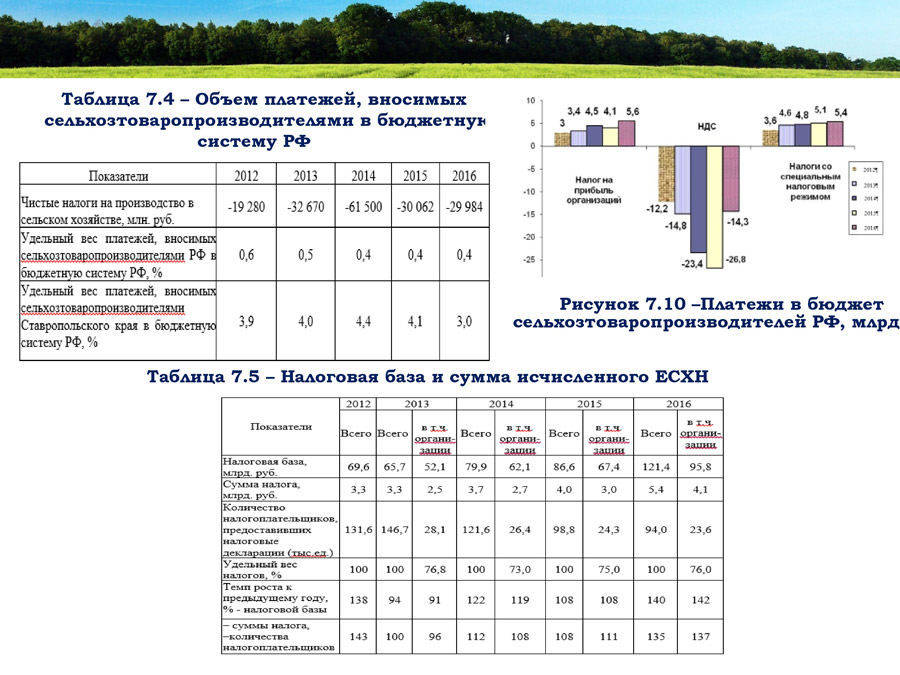 Таблица 7.4 – Объем платежей, вносимых
сельхозтоваропроизводителями в бюджетную
систему РФ
Показатели 2012 2013 2014 2015 2016
Чистые налоги на производство в
сельском хозяйстве, млн. руб.
-19 280 -32 670 -61 500 -30 062 -29 984
Удельный вес платежей, вносимых
сельхозтоваропроизводителями РФ в
бюджетную систему РФ, %
0,6 0,5 0,4 0,4 0,4
Удельный вес платежей, вносимых
сельхозтоваропроизводителями
Ставропольского края в бюджетную
систему РФ, %
3,9 4,0 4,4 4,1 3,0
10
5
0
-5
-10
-15
-20
-25
3 3,4 4,5 4,1 5,6
Налог на
прибыль
организаций
НДС
-12,2 -14,8 -23,4 -26,8 -14,3
3,6 4,6 4,8 5,1 5,4
Налоги со
специальным
налоговым
режимом
Рисунок 7.10 –Платежи в бюджет
сельхозтоваропроизводителей РФ, млрд
Таблица 7.5 – Налоговая база и сумма исчисленного ЕСХН
Показатели
2012 2013 2014 2015 2016
Всего Всего в т.ч. Всего в т.ч. Всего в т.ч. Всего в т.ч.
органи- органи- органи- органи-
зации зации зации зации
Налоговая база,
млрд. руб.
69,6 65,7 52,1 79,9 62,1 86,6 67,4 121,4 95,8
Сумма налога,
млрд. руб.
3,3 3,3 2,5 3,7 2,7 4,0 3,0 5,4 4,1
Количество
налогоплательщиков,
предоставивших
налоговые
декларации (тыс.ед.)
131,6 146,7 28,1 121,6 26,4 98,8 24,3 94,0 23,6
Удельный вес
налогов, %
100 100 76,8 100 73,0 100 75,0 100 76,0
Темп роста к
предыдущему году,
% - налоговой базы
138 94 91 122 119 108 108 140 142
– суммы налога,
–количества
налогоплательщиков
143 100 96 112 108 108 111 135 137